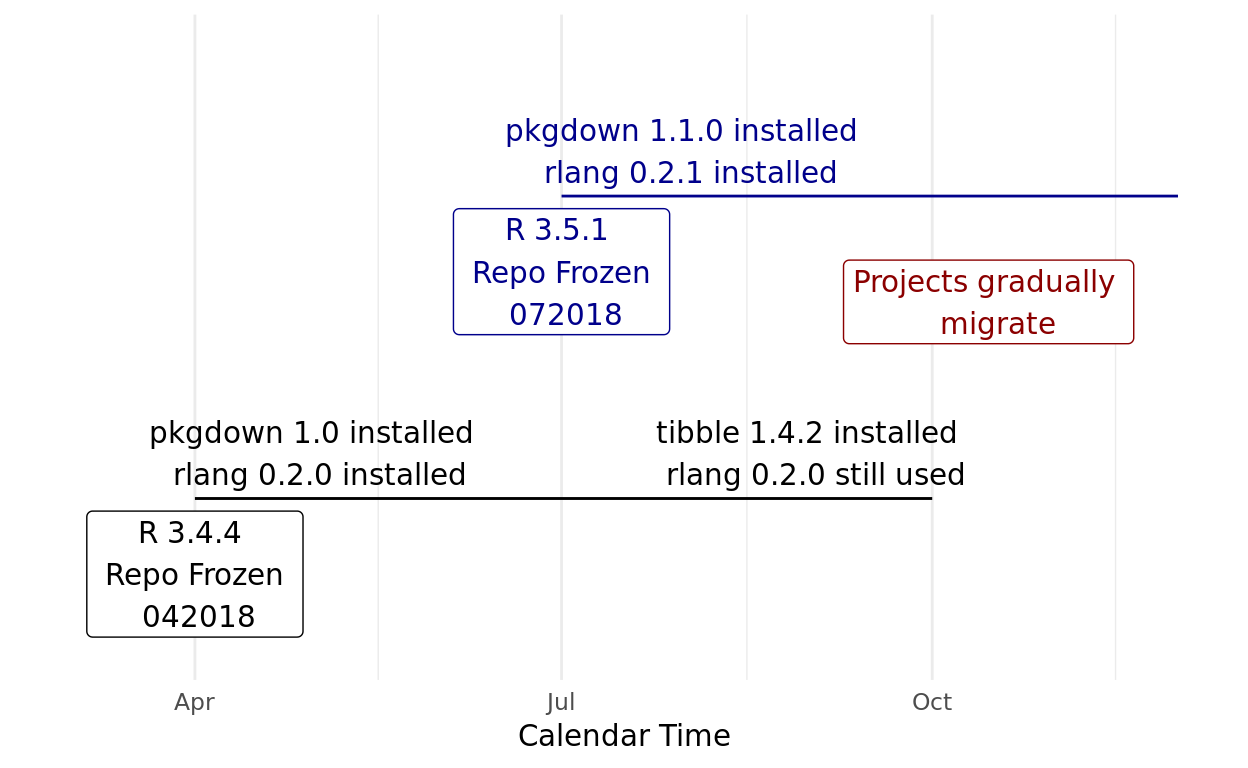 pkgdown 1.1.0 installed
rlang 0.2.1 installed
R 3.5.1
Repo Frozen
072018
Projects gradually
migrate
pkgdown 1.0 installed
rlang 0.2.0 installed
tibble 1.4.2 installed
rlang 0.2.0 still used
R 3.4.4
Repo Frozen
042018
Apr
Jul
Oct
Calendar Time